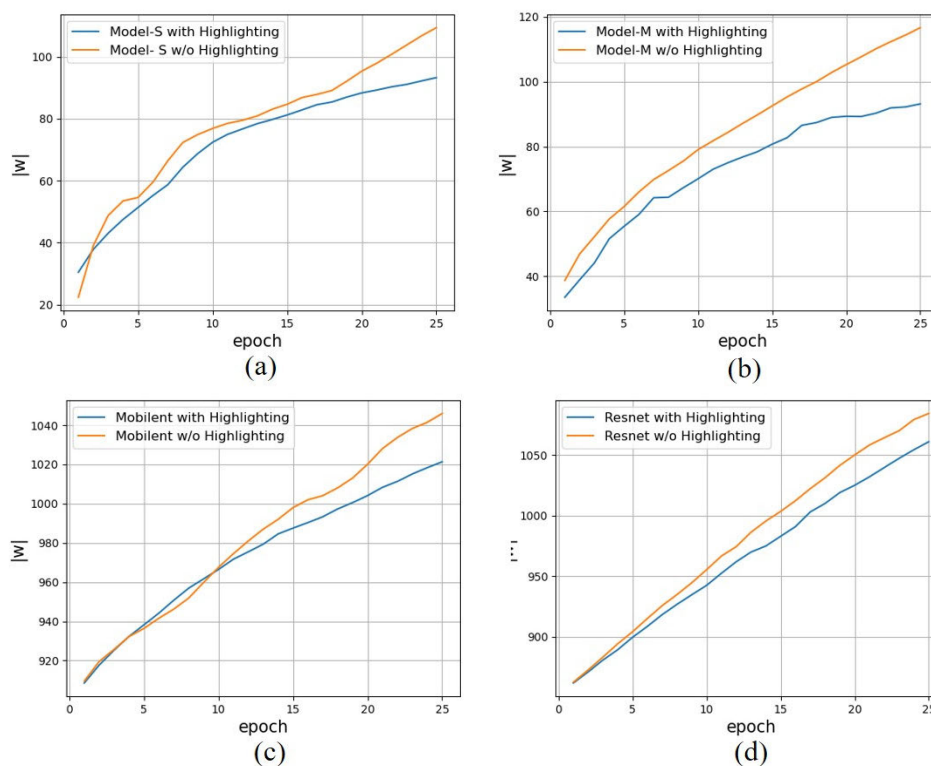 Model-S with Highlighting
Model- S w/o Highlighting
100
80
60
40
20
|w|
0
5
10
15
20
25
epoch
(a)
Model-M with Highlighting
Model-M w/o Highlighting
120
100
80
60
40
|w|
0
5
10
15
20
25
epoch
(b)
Mobilent with Highlighting
Mobilent w/o Highlighting
1040
1020
1000
980
960
940
920
|w|
0
5
10
15
20
25
epoch
(c)
Resnet with Highlighting
Resnet w/o Highlighting
1050
1000
950
900
0
5
10
15
20
25
epoch
(d)